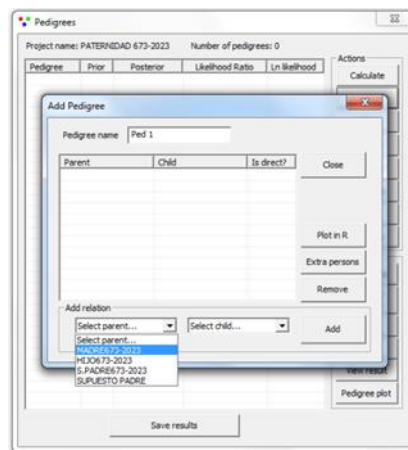 Pedigrees
Project name: PATERNIDAD 673-2023 Number of pedigrees: 0
Pedigree Prior Posterior Likelihood Ratio Ln likelihood
Actions
Calculate
Add Pedigree
Pedigree name Ped 1
Parent Child Is direct?
Close
Plot in R
Extra persons
Remove
Add relation
Select parent... Select child... Add
Select parent...
MADRE673-2023
HIJO673-2023
S.PADRE673-2023
SUPUESTO PADRE
View result
Pedigree plot
Save results